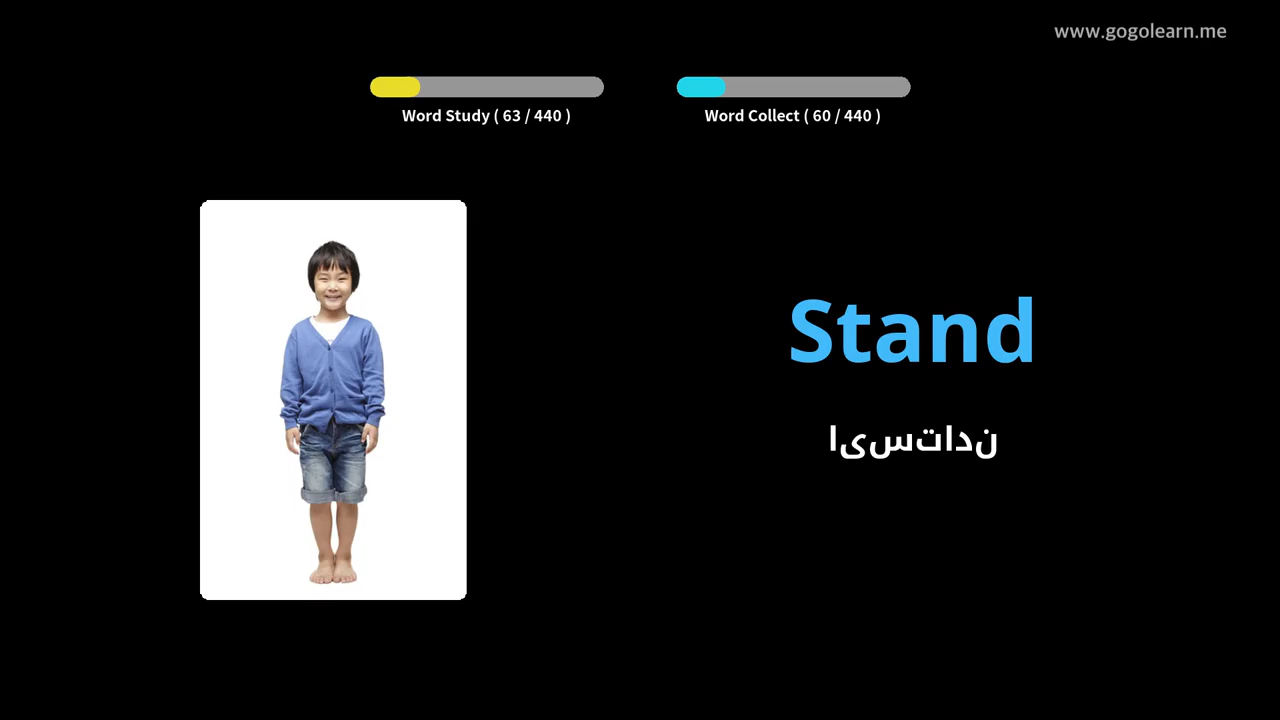 www.gogolearn.me
Word Study ( 63 / 440 )
Word Collect ( 60 / 440 )
Stand
ایستادن